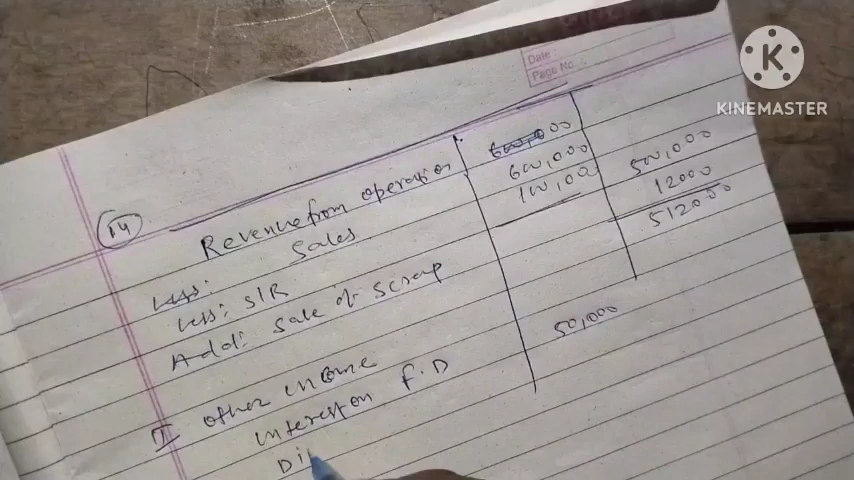 K
KINEMASTER
Date:
Page No.
14
Revenue from operation
Sales 600,000
Less: S/R 100,000 500,000
Add: Sale of scrap 12000
512000
II other income
Interest on F.D 50,000
Di